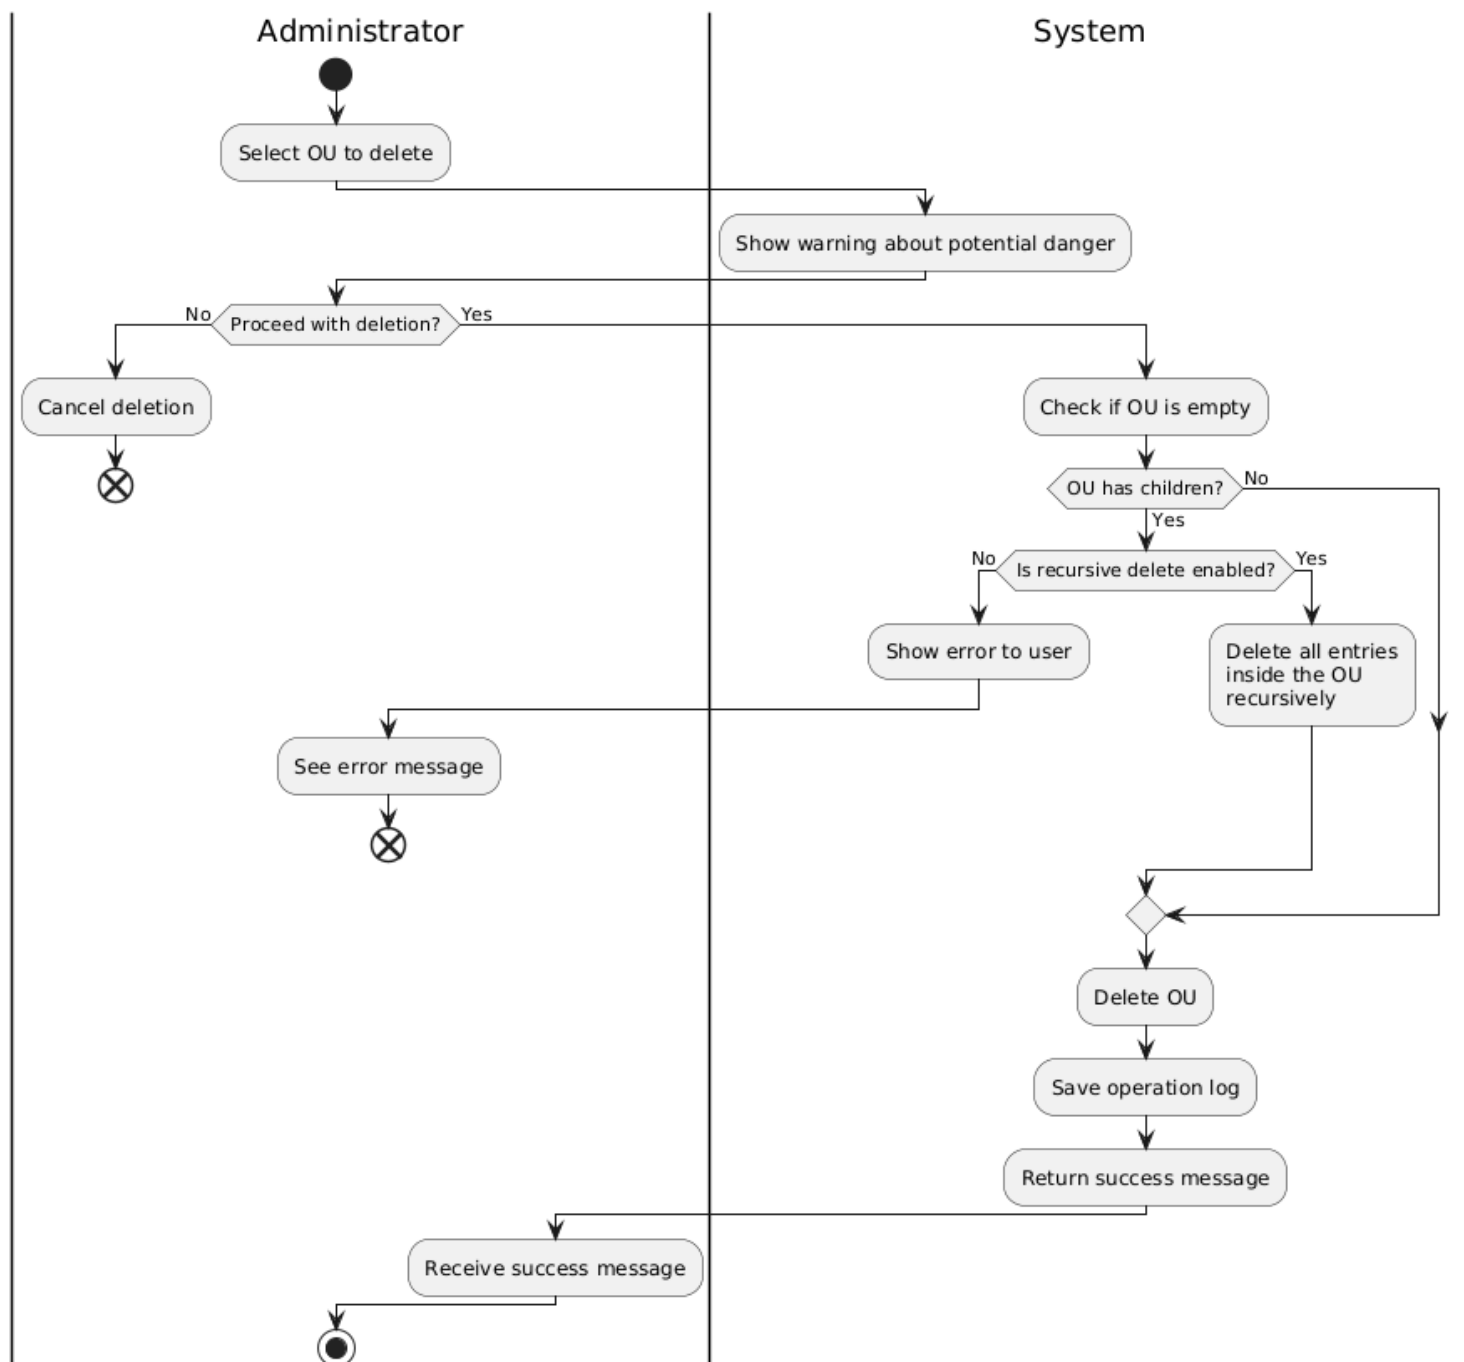 Administrator
System
Select OU to delete
Show warning about potential danger
No
Proceed with deletion?
Yes
Cancel deletion
Check if OU is empty
OU has children?
No
Yes
No
Is recursive delete enabled?
Yes
Show error to user
Delete all entries
inside the OU
recursively
See error message
Delete OU
Save operation log
Return success message
Receive success message